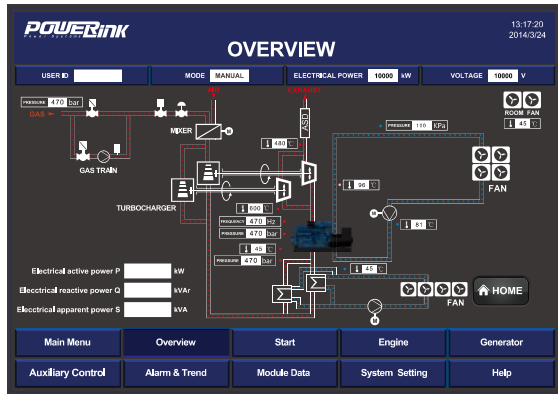 POWERink
Power Systems
13:17:20
2014/3/24
OVERVIEW
USER ID
MODE MANUAL
ELECTRICAL POWER 10000 kW
VOLTAGE 10000 V
PRESSURE 470 bar
GAS
AIR
EXHAUST
MIXER
M
ASD
PRESSURE 100 KPa
ROOM FAN
45 ℃
GAS TRAIN
480 ℃
FAN
96 ℃
TURBOCHARGER
600 ℃
FREQUENCY 470 Hz
PRESSURE 470 bar
M
81 ℃
45 ℃
PRESSURE 470 bar
45 ℃
Electrical active power P kW
Elecctrical reactive power Q kVAr
Elecctrical apparent power S kVA
FAN
HOME
M
Main Menu
Overview
Start
Engine
Generator
Auxiliary Control
Alarm & Trend
Module Data
System Setting
Help